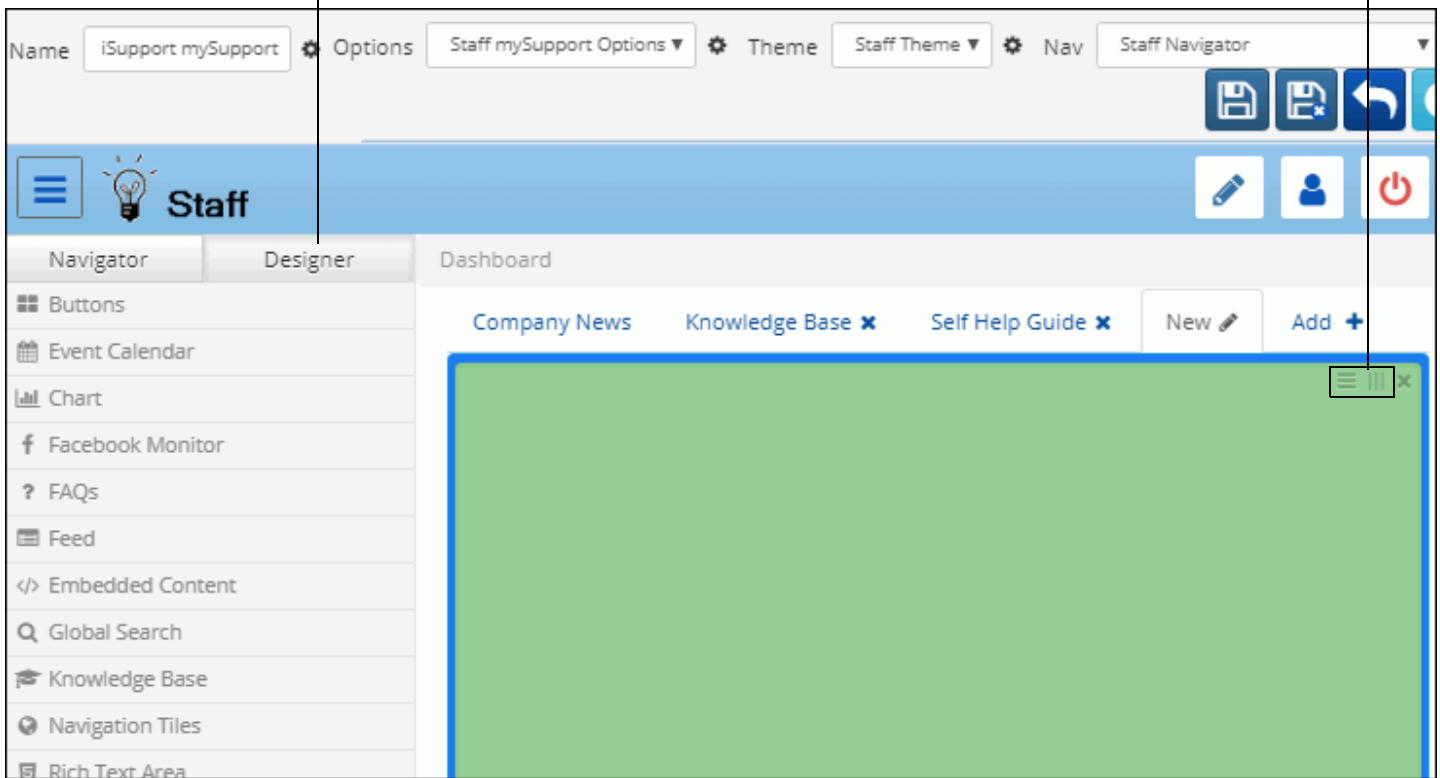 Name iSupport mySupport Options Staff mySupport Options Theme Staff Theme Nav Staff Navigator
Staff
Navigator Designer Dashboard
Buttons
Company News Knowledge Base Self Help Guide New Add
Event Calendar
Chart
Facebook Monitor
FAQs
Feed
Embedded Content
Global Search
Knowledge Base
Navigation Tiles
Rich Text Area